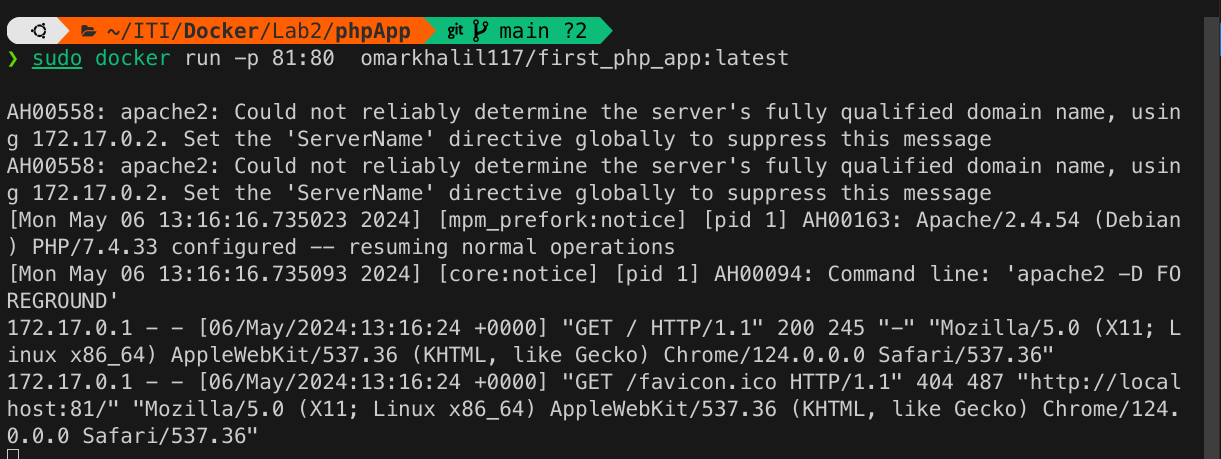 ~/ITI/Docker/Lab2/phpApp git main ?2
❯ sudo docker run -p 81:80  omarkhalil117/first_php_app:latest
AH00558: apache2: Could not reliably determine the server's fully qualified domain name, usin
g 172.17.0.2. Set the 'ServerName' directive globally to suppress this message
AH00558: apache2: Could not reliably determine the server's fully qualified domain name, usin
g 172.17.0.2. Set the 'ServerName' directive globally to suppress this message
[Mon May 06 13:16:16.735023 2024] [mpm_prefork:notice] [pid 1] AH00163: Apache/2.4.54 (Debian
) PHP/7.4.33 configured -- resuming normal operations
[Mon May 06 13:16:16.735093 2024] [core:notice] [pid 1] AH00094: Command line: 'apache2 -D FO
REGROUND'
172.17.0.1 - - [06/May/2024:13:16:24 +0000] "GET / HTTP/1.1" 200 245 "-" "Mozilla/5.0 (X11; L
inux x86_64) AppleWebKit/537.36 (KHTML, like Gecko) Chrome/124.0.0.0 Safari/537.36"
172.17.0.1 - - [06/May/2024:13:16:24 +0000] "GET /favicon.ico HTTP/1.1" 404 487 "http://local
host:81/" "Mozilla/5.0 (X11; Linux x86_64) AppleWebKit/537.36 (KHTML, like Gecko) Chrome/124.
0.0.0 Safari/537.36"